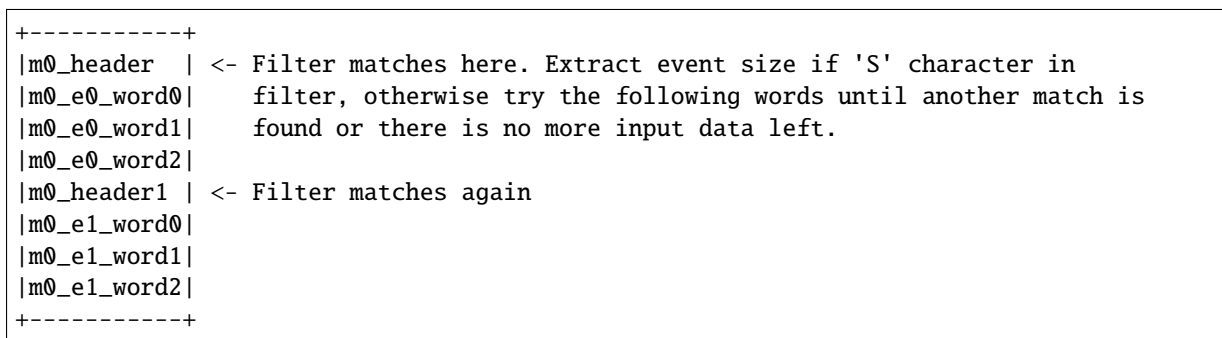 +-----------+
|m0_header  | <- Filter matches here. Extract event size if 'S' character in
|m0_e0_word0|    filter, otherwise try the following words until another match is
|m0_e0_word1|    found or there is no more input data left.
|m0_e0_word2|
|m0_header1 | <- Filter matches again
|m0_e1_word0|
|m0_e1_word1|
|m0_e1_word2|
+-----------+